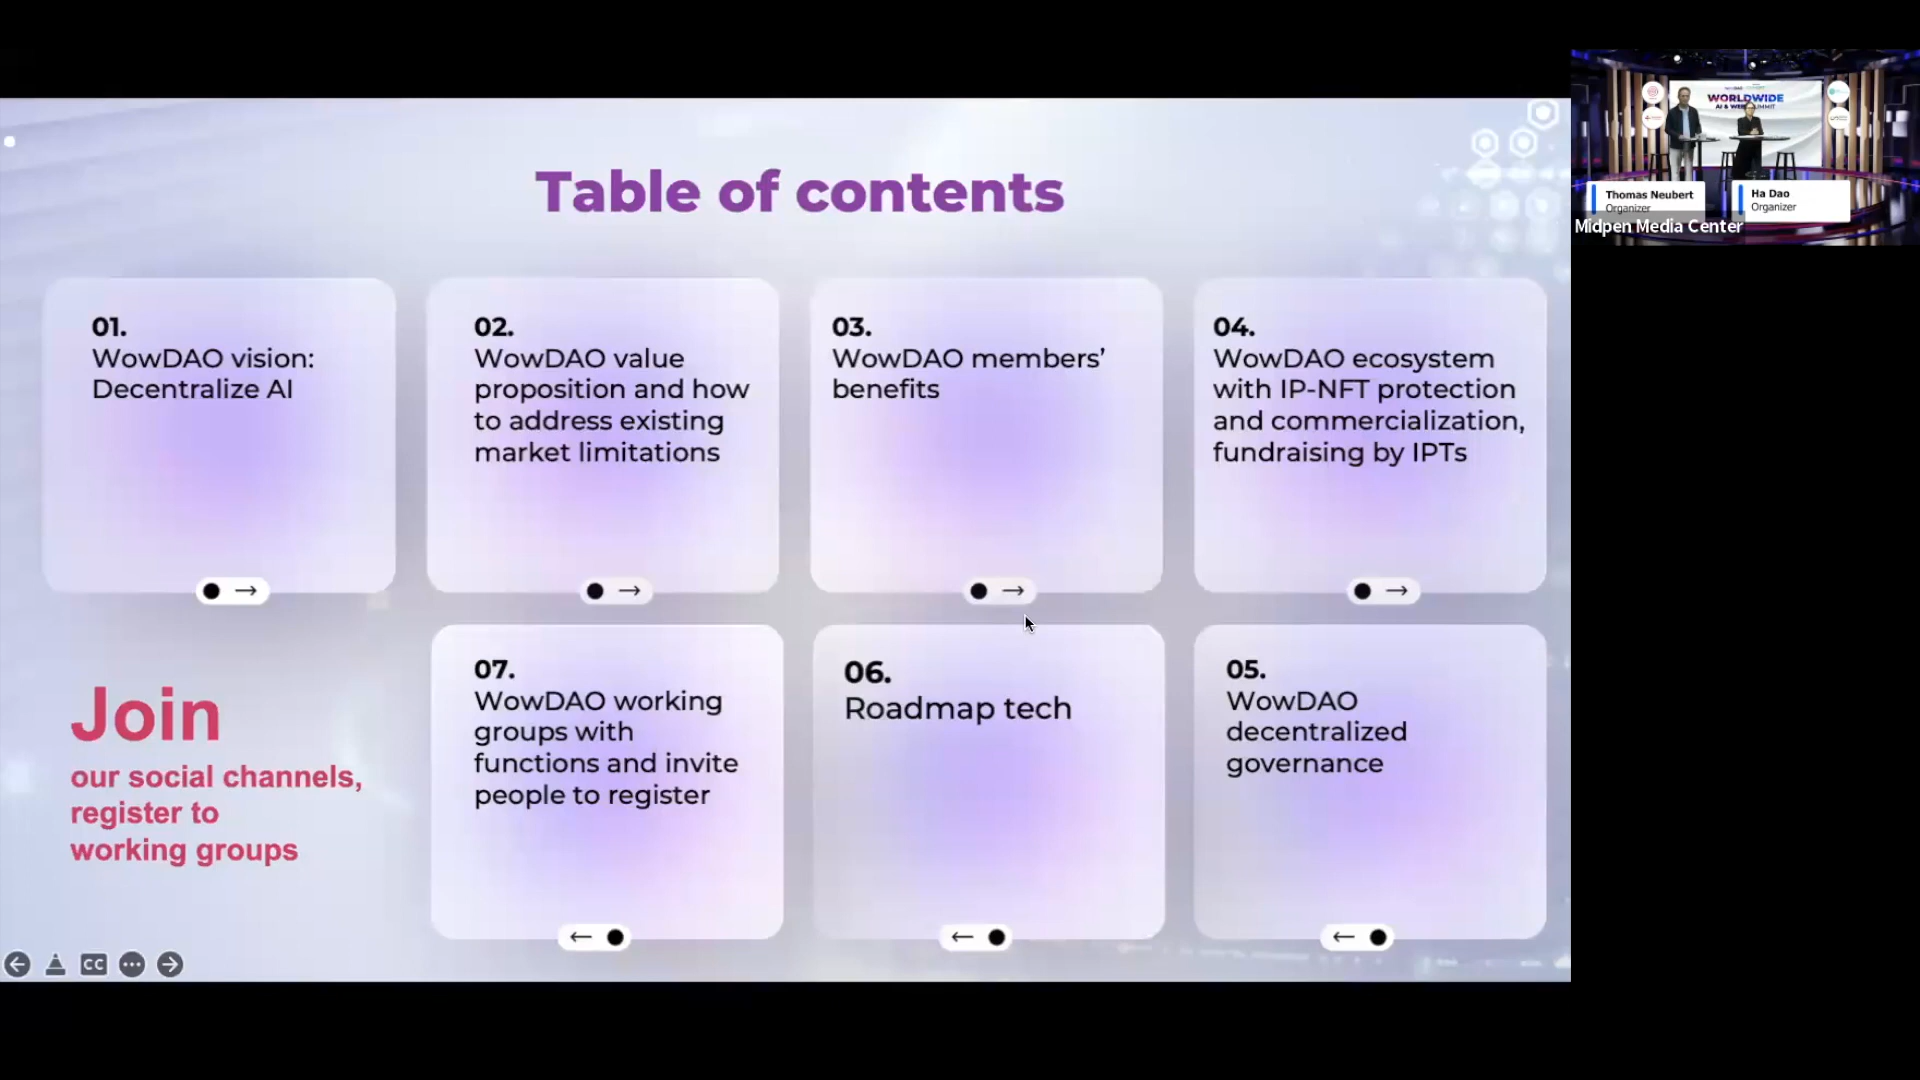 Table of contents
01.
WowDAO vision:
Decentralize AI
02.
WowDAO value
proposition and how
to address existing
market limitations
03.
WowDAO members’
benefits
04.
WowDAO ecosystem
with IP-NFT protection
and commercialization,
fundraising by IPTs
05.
WowDAO
decentralized
governance
06.
Roadmap tech
07.
WowDAO working
groups with
functions and invite
people to register
Join
our social channels,
register to
working groups
CC
WORLDWIDE
Thomas Neubert
Organizer
Ha Dao
Organizer
Midpen Media Center